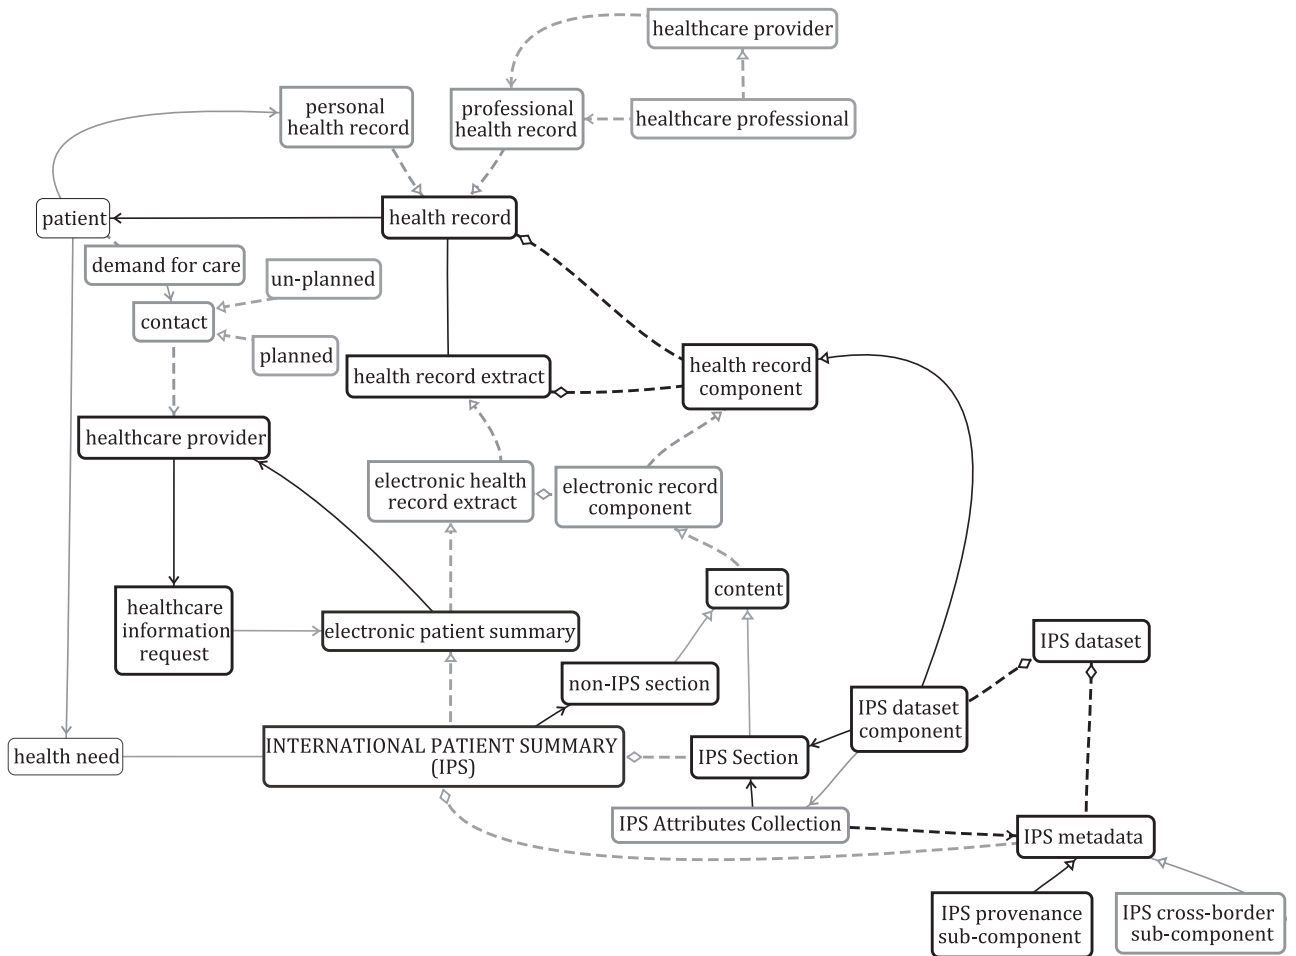 healthcare provider
personal
health record
professional
health record
healthcare professional
patient
health record
demand for care
un-planned
contact
planned
health record extract
health record
component
healthcare provider
electronic health
record extract
electronic record
component
content
healthcare
information
request
electronic patient summary
IPS dataset
non-IPS section
IPS dataset
component
health need
INTERNATIONAL PATIENT SUMMARY
(IPS)
IPS Section
IPS Attributes Collection
IPS metadata
IPS provenance
sub-component
IPS cross-border
sub-component